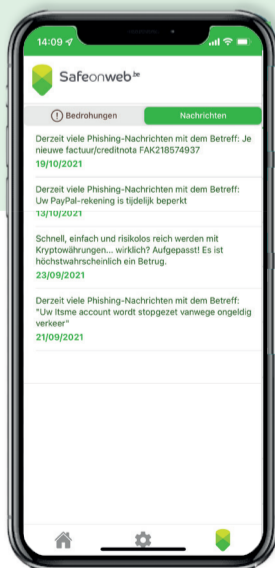 14:09
Safeonweb.be
Bedrohungen
Nachrichten
Derzeit viele Phishing-Nachrichten mit dem Betreff: Je
nieuwe factuur/creditnota FAK218574937
19/10/2021
Derzeit viele Phishing-Nachrichten mit dem Betreff:
Uw PayPal-rekening is tijdelijk beperkt
13/10/2021
Schnell, einfach und risikolos reich werden mit
Kryptowährungen... wirklich? Aufgepasst! Es ist
höchstwahrscheinlich ein Betrug.
23/09/2021
Derzeit viele Phishing-Nachrichten mit dem Betreff:
"Uw Itsme account wordt stopgezet vanwege ongeldig
verkeer"
21/09/2021